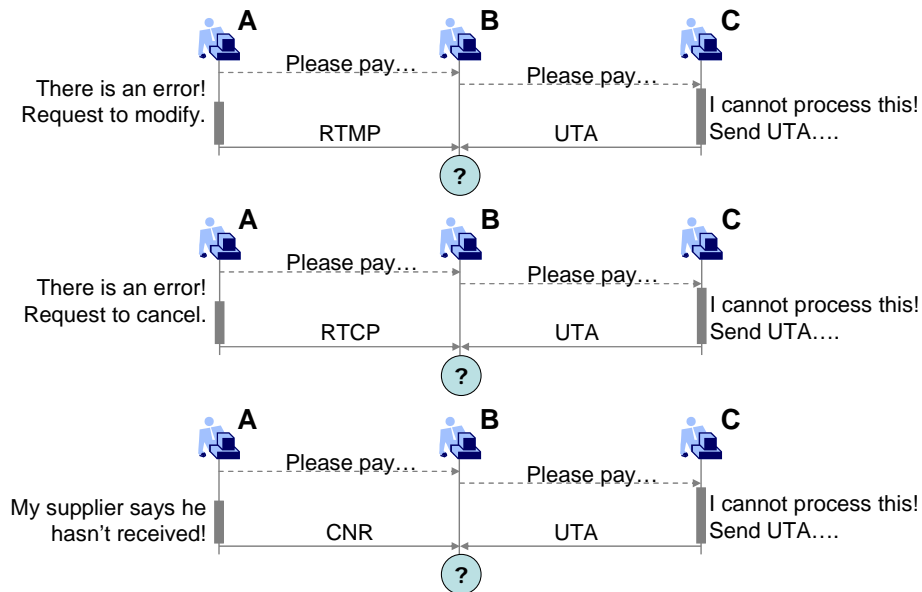 A B C
Please pay…
Please pay…
There is an error!
Request to modify.
I cannot process this!
Send UTA….
RTMP UTA
?
A B C
Please pay…
Please pay…
There is an error!
Request to cancel.
I cannot process this!
Send UTA….
RTCP UTA
?
A B C
Please pay…
Please pay…
My supplier says he
hasn’t received!
I cannot process this!
Send UTA….
CNR UTA
?